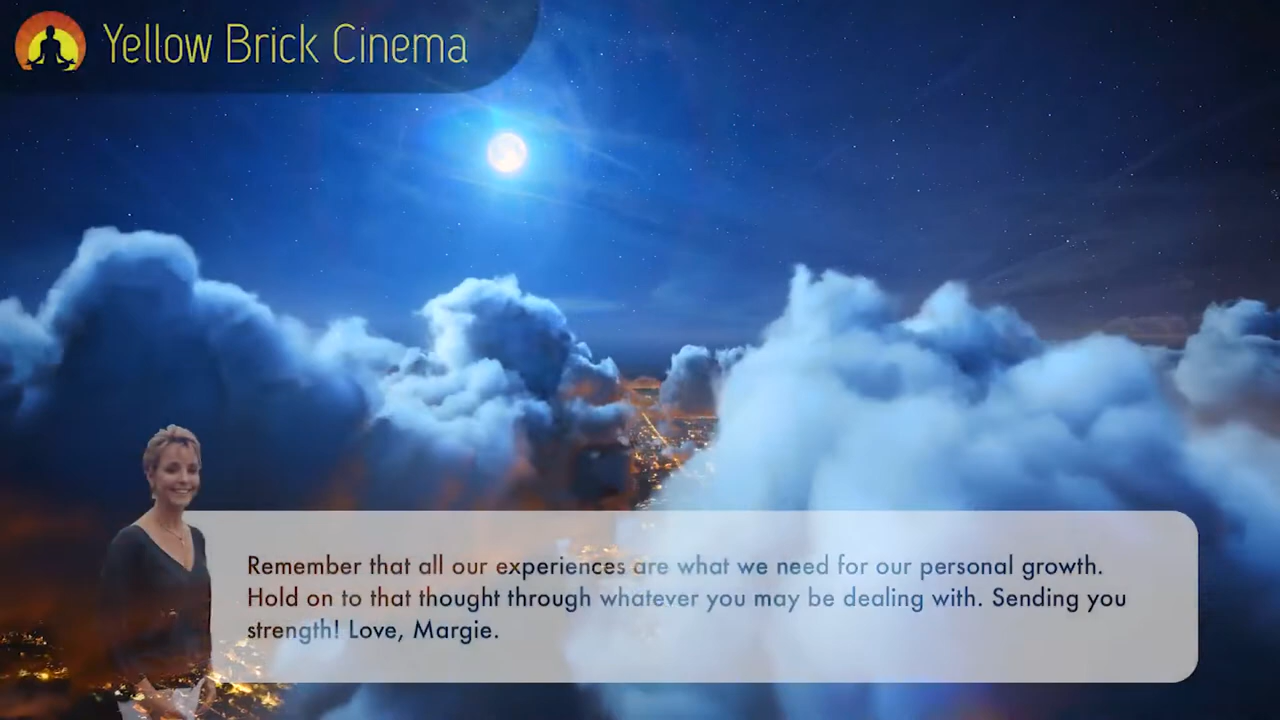 Yellow Brick Cinema
Remember that all our experiences are what we need for our personal growth.
Hold on to that thought through whatever you may be dealing with. Sending you
strength! Love, Margie.